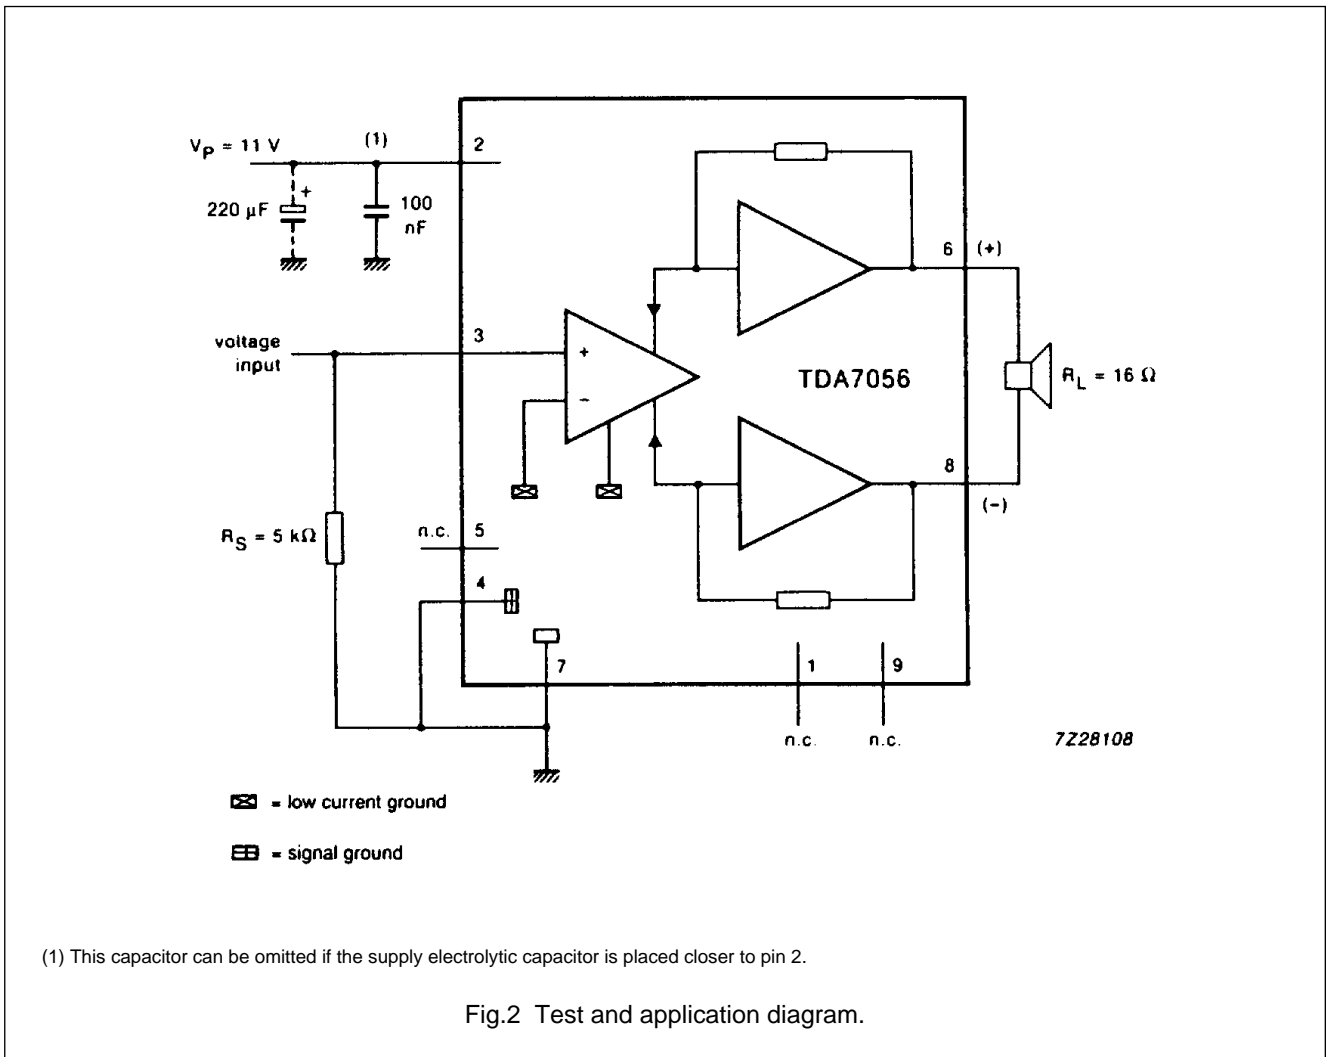 V_P = 11 V
(1)
2
220 µF
+
100
nF
6
(+)
3
voltage
input
+
−
TDA7056
R_L = 16 Ω
8
(−)
R_S = 5 kΩ
n.c.
5
4
7
1
9
n.c.
n.c.
7Z28108
= low current ground
= signal ground
(1) This capacitor can be omitted if the supply electrolytic capacitor is placed closer to pin 2.
Fig.2 Test and application diagram.